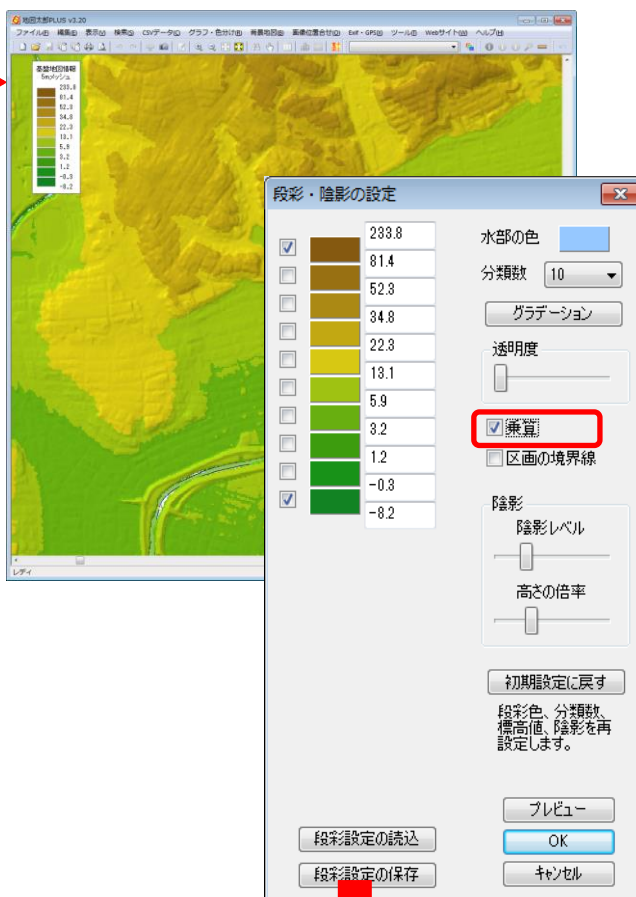 地図太郎PLUS v3.20
ファイル(F) 編集(E) 表示(V) 検索(S) CSVデータ(C) グラフ・色分け(B) 背景地図(B) 画像位置合せ(G) Exif・GPS(E) ツール(T) Webサイト(W) ヘルプ(H)
基盤地図情報
5mメッシュ
233.8
81.4
52.3
34.8
22.3
13.1
5.9
3.2
1.2
-0.3
-8.2
レディ
段彩・陰影の設定
233.8
81.4
52.3
34.8
22.3
13.1
5.9
3.2
1.2
-0.3
-8.2
水部の色
分類数 10
グラデーション
透明度
乗算
区画の境界線
陰影
陰影レベル
高さの倍率
初期設定に戻す
段彩色、分類数、
標高値、陰影を再
設定します。
プレビュー
段彩設定の読込
OK
段彩設定の保存
キャンセル